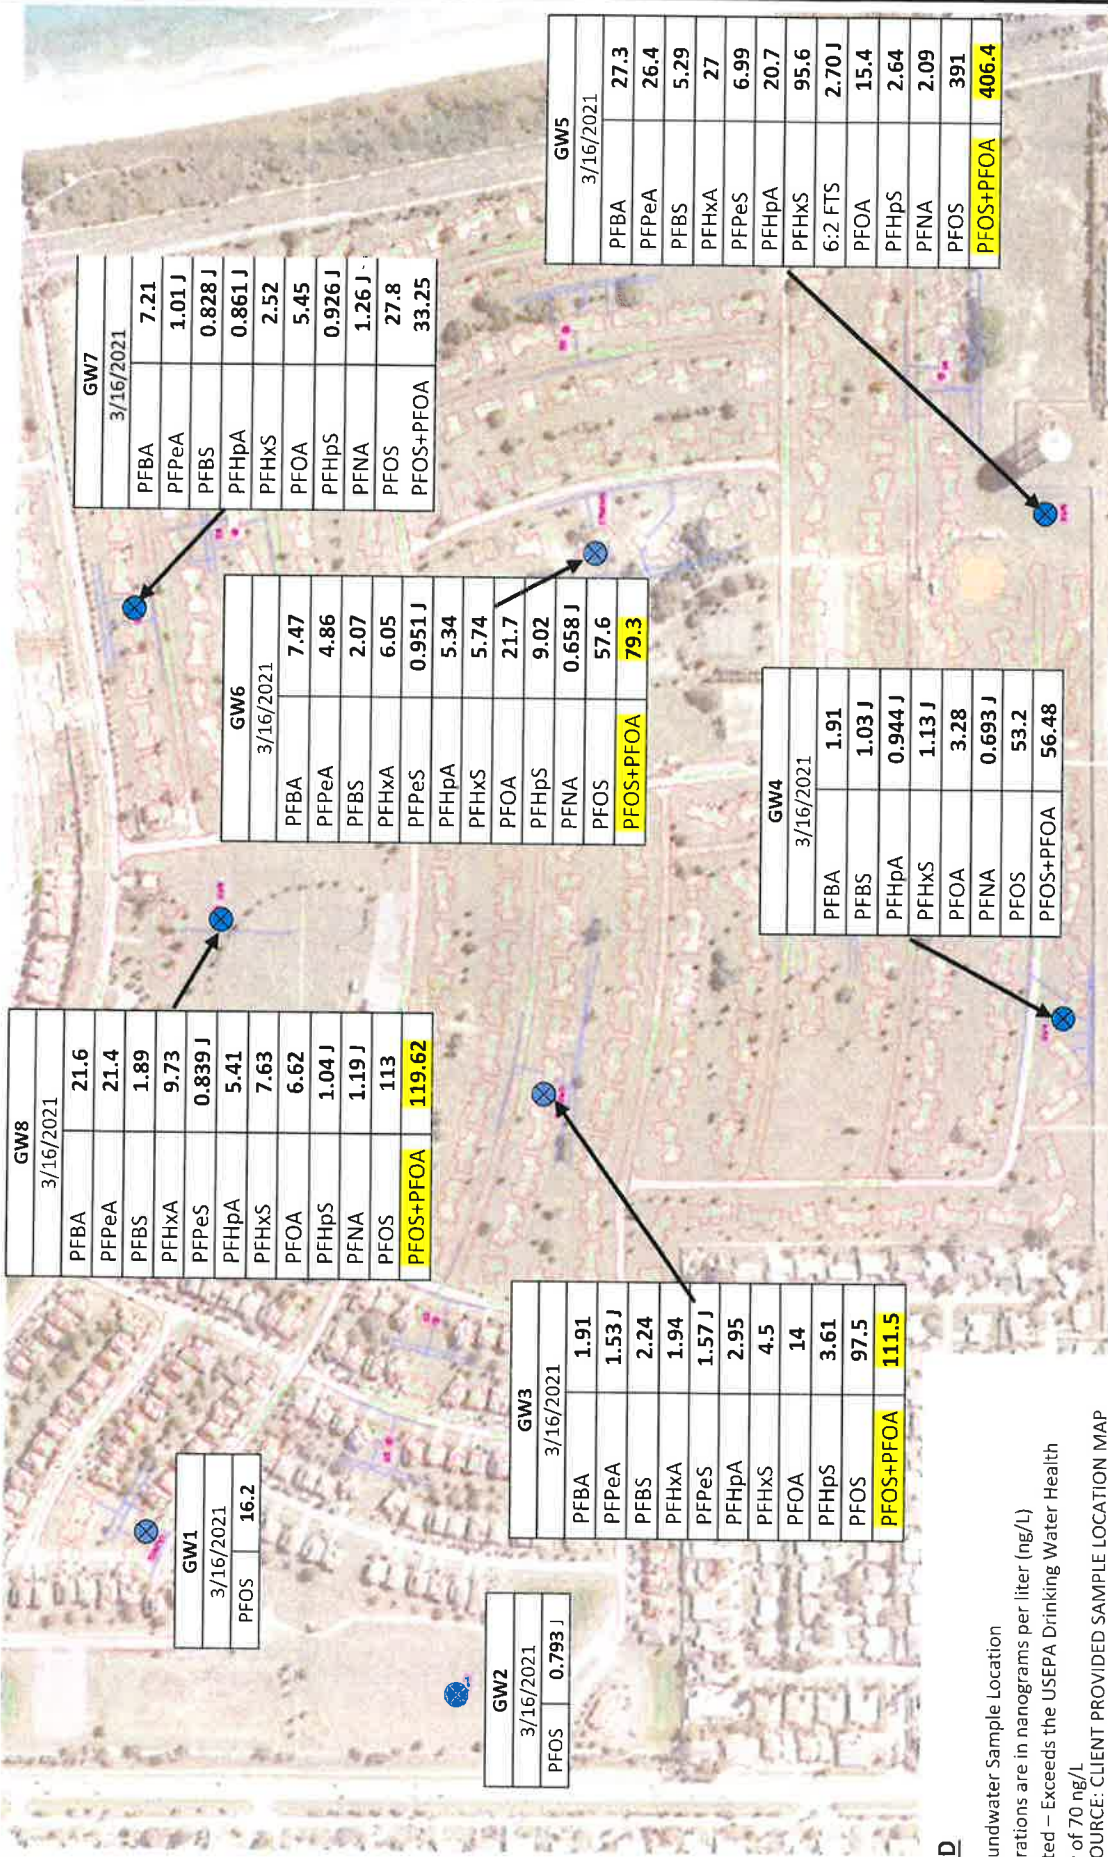 GW1
3/16/2021
PFOS 16.2
GW2
3/16/2021
PFOS 0.793 J
GW8
3/16/2021
PFBA 21.6
PFPeA 21.4
PFBS 1.89
PFHxA 9.73
PFPeS 0.839 J
PFHpA 5.41
PFHxS 7.63
PFOA 6.62
PFHpS 1.04 J
PFNA 1.19 J
PFOS 113
PFOS+PFOA 119.62
GW3
3/16/2021
PFBA 1.91
PFPeA 1.53 J
PFBS 2.24
PFHxA 1.94
PFPeS 1.57 J
PFHpA 2.95
PFHxS 4.5
PFOA 14
PFHpS 3.61
PFOS 97.5
PFOS+PFOA 111.5
GW7
3/16/2021
PFBA 7.21
PFPeA 1.01 J
PFBS 0.828 J
PFHpA 0.861 J
PFHxS 2.52
PFOA 5.45
PFHpS 0.926 J
PFNA 1.26 J
PFOS 27.8
PFOS+PFOA 33.25
GW6
3/16/2021
PFBA 7.47
PFPeA 4.86
PFBS 2.07
PFHxA 6.05
PFPeS 0.951 J
PFHpA 5.34
PFHxS 5.74
PFOA 21.7
PFHpS 9.02
PFNA 0.658 J
PFOS 57.6
PFOS+PFOA 79.3
GW4
3/16/2021
PFBA 1.91
PFBS 1.03 J
PFHpA 0.944 J
PFHxS 1.13 J
PFOA 3.28
PFNA 0.693 J
PFOS 53.2
PFOS+PFOA 56.48
GW5
3/16/2021
PFBA 27.3
PFPeA 26.4
PFBS 5.29
PFHxA 27
PFPeS 6.99
PFHpA 20.7
PFHxS 95.6
6:2 FTS 2.70 J
PFOA 15.4
PFHpS 2.64
PFNA 2.09
PFOS 391
PFOS+PFOA 406.4
D
undwater Sample Location
rations are in nanograms per liter (ng/L)
ted – Exceeds the USEPA Drinking Water Health
of 70 ng/L
OURCE: CLIENT PROVIDED SAMPLE LOCATION MAP